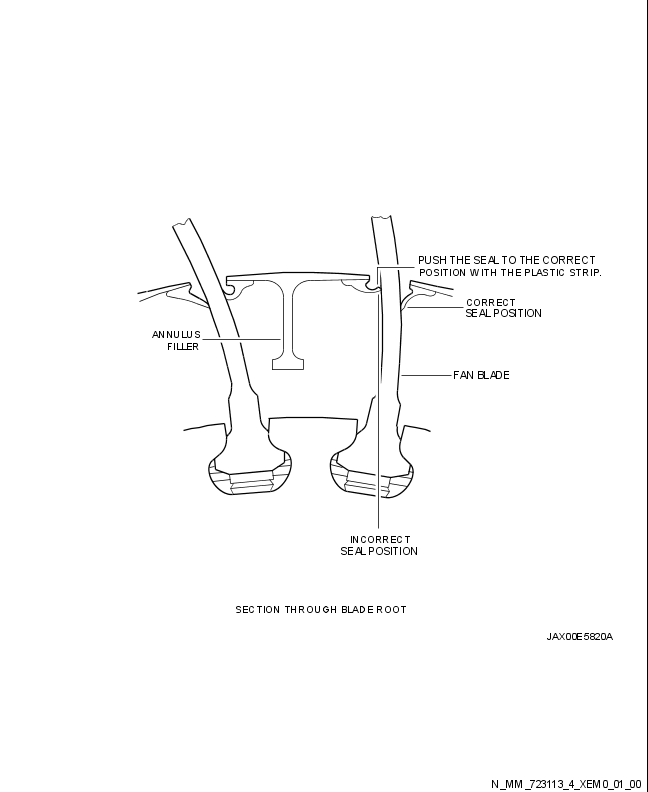 PUSH THE SEAL TO THE CORRECT
POSITION WITH THE PLASTIC STRIP.
CORRECT
SEAL POSITION
ANNULUS
FILLER
FAN BLADE
INCORRECT
SEAL POSITION
SECTION THROUGH BLADE ROOT
JAX00E5820A
N_MM_723113_4_XEM0_01_00